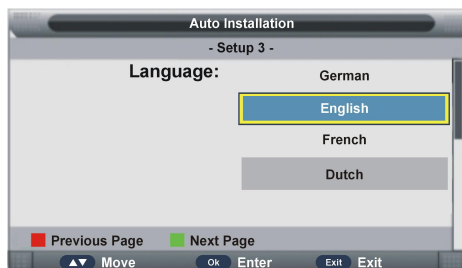 Auto Installation
- Setup 3 -
Language:
German
English
French
Dutch
Previous Page Next Page
▲▼ Move Ok Enter Exit Exit